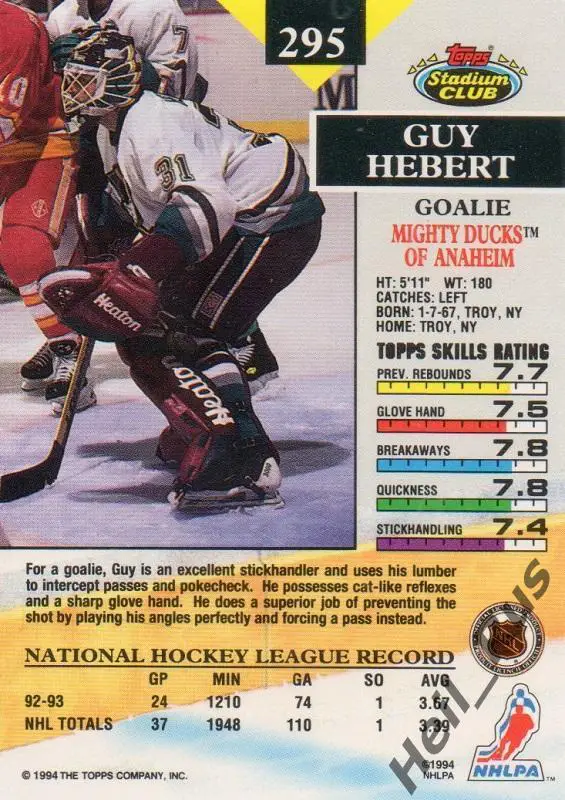 295
topps
Stadium
CLUB
GUY
HEBERT
GOALIE
MIGHTY DUCKS™
OF ANAHEIM
HT: 5'11" WT: 180
CATCHES: LEFT
BORN: 1-7-67, TROY, NY
HOME: TROY, NY
TOPPS SKILLS RATING
PREV. REBOUNDS 7.7
GLOVE HAND 7.5
BREAKAWAYS 7.8
QUICKNESS 7.8
STICKHANDLING 7.4
7
31
Heaton
Heaton
M
For a goalie, Guy is an excellent stickhandler and uses his lumber
to intercept passes and pokecheck. He possesses cat-like reflexes
and a sharp glove hand. He does a superior job of preventing the
shot by playing his angles perfectly and forcing a pass instead.
NATIONAL HOCKEY LEAGUE RECORD
GP MIN GA SO AVG
92-93 24 1210 74 1 3.67
NHL TOTALS 37 1948 110 1 3.39
NHL
© 1994 THE TOPPS COMPANY, INC.
©1994
NHLPA
NHLPA™